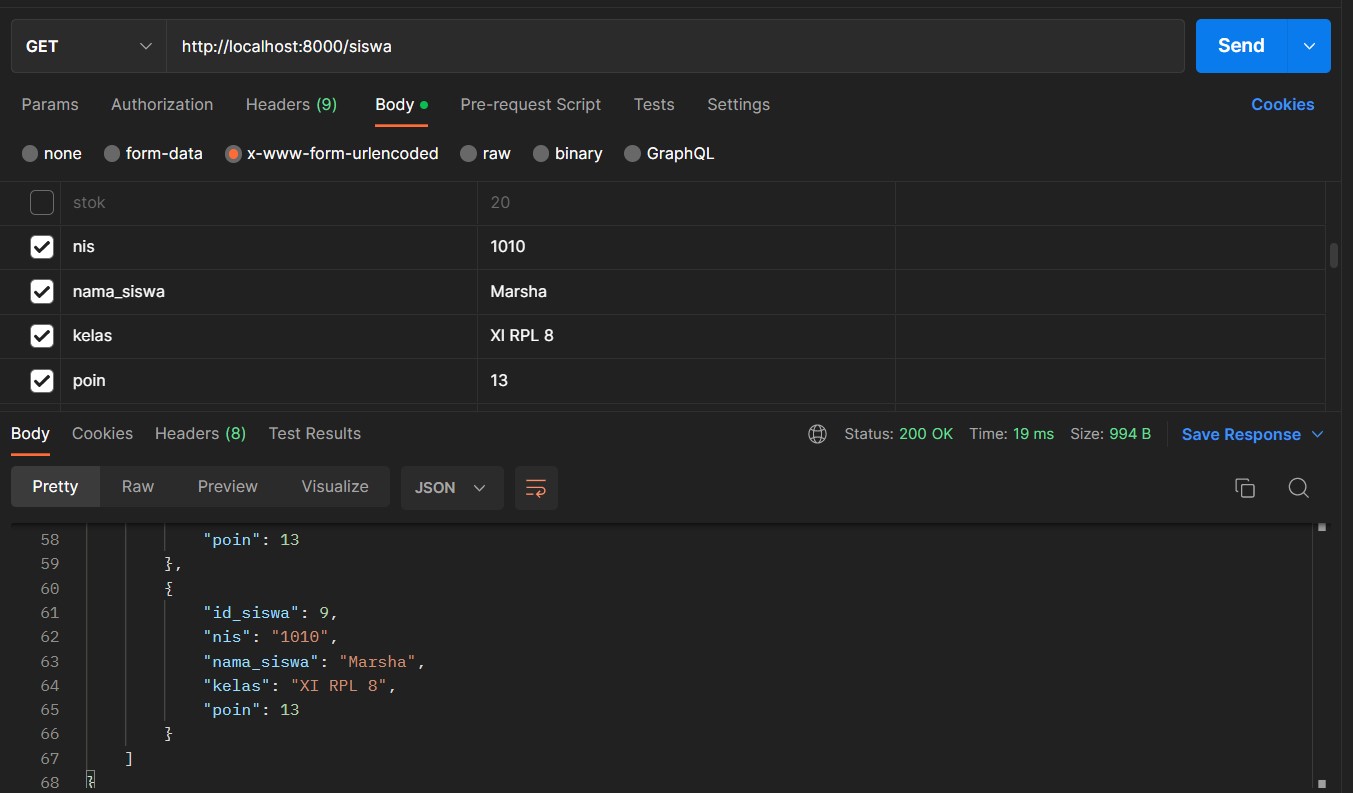 GET http://localhost:8000/siswa Send
Params Authorization Headers (9) Body Pre-request Script Tests Settings Cookies
none form-data x-www-form-urlencoded raw binary GraphQL
stok 20
nis 1010
nama_siswa Marsha
kelas XI RPL 8
poin 13
Body Cookies Headers (8) Test Results Status: 200 OK Time: 19 ms Size: 994 B Save Response
Pretty Raw Preview Visualize JSON
58 "poin": 13
59 },
60 {
61 "id_siswa": 9,
62 "nis": "1010",
63 "nama_siswa": "Marsha",
64 "kelas": "XI RPL 8",
65 "poin": 13
66 }
67 ]
68 }